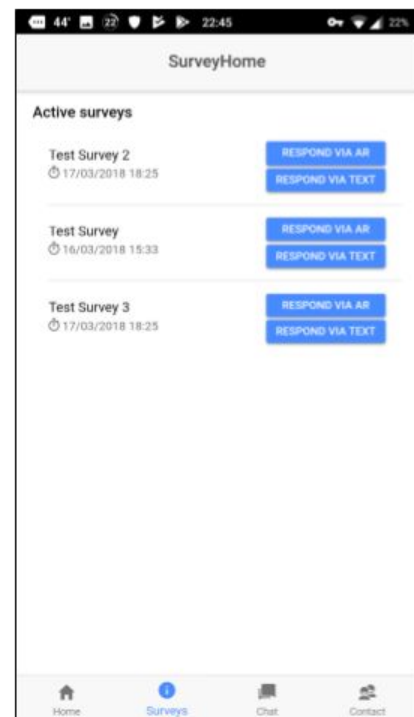 44° 22 22:45 22%
SurveyHome
Active surveys
Test Survey 2 RESPOND VIA AR
17/03/2018 18:25 RESPOND VIA TEXT
Test Survey RESPOND VIA AR
16/03/2018 15:33 RESPOND VIA TEXT
Test Survey 3 RESPOND VIA AR
17/03/2018 18:25 RESPOND VIA TEXT
Home Surveys Chat Contact